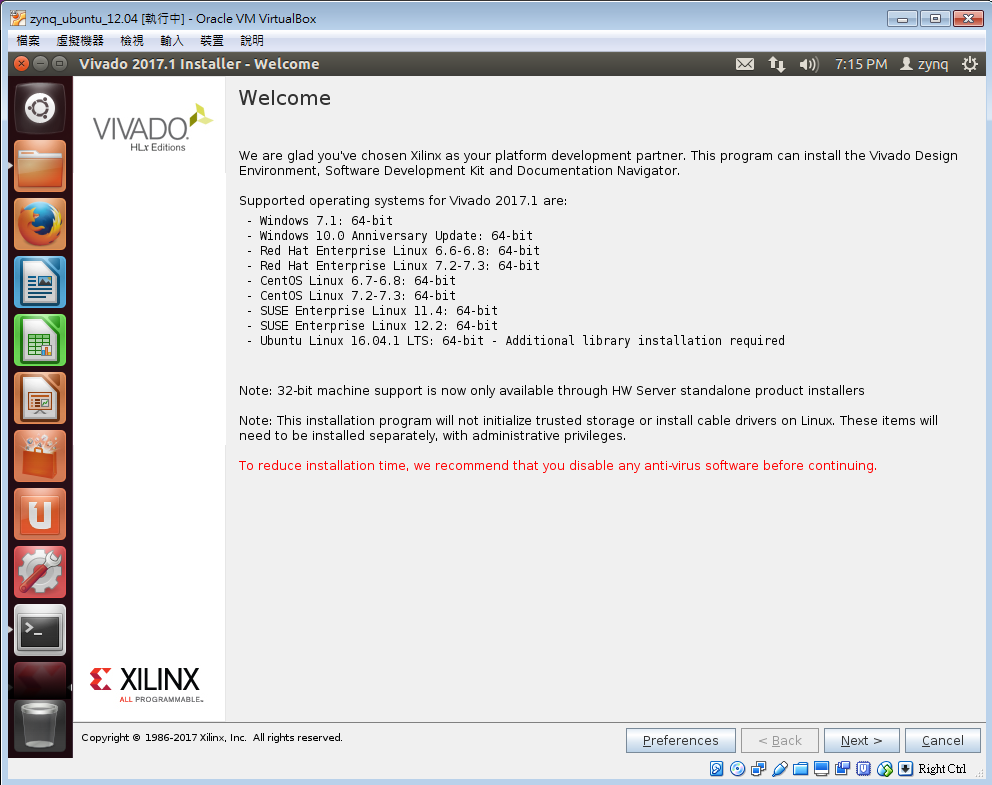 zynq_ubuntu_12.04 [執行中] - Oracle VM VirtualBox
檔案 虛擬機器 檢視 輸入 裝置 說明
Vivado 2017.1 Installer - Welcome 7:15 PM zynq
VIVADO.
HLx Editions
Welcome
We are glad you've chosen Xilinx as your platform development partner. This program can install the Vivado Design
Environment, Software Development Kit and Documentation Navigator.
Supported operating systems for Vivado 2017.1 are:
- Windows 7.1: 64-bit
- Windows 10.0 Anniversary Update: 64-bit
- Red Hat Enterprise Linux 6.6-6.8: 64-bit
- Red Hat Enterprise Linux 7.2-7.3: 64-bit
- CentOS Linux 6.7-6.8: 64-bit
- CentOS Linux 7.2-7.3: 64-bit
- SUSE Enterprise Linux 11.4: 64-bit
- SUSE Enterprise Linux 12.2: 64-bit
- Ubuntu Linux 16.04.1 LTS: 64-bit - Additional library installation required
Note: 32-bit machine support is now only available through HW Server standalone product installers
Note: This installation program will not initialize trusted storage or install cable drivers on Linux. These items will
need to be installed separately, with administrative privileges.
To reduce installation time, we recommend that you disable any anti-virus software before continuing.
XILINX
ALL PROGRAMMABLE™
Copyright © 1986-2017 Xilinx, Inc. All rights reserved.
Preferences < Back Next > Cancel
Right Ctrl